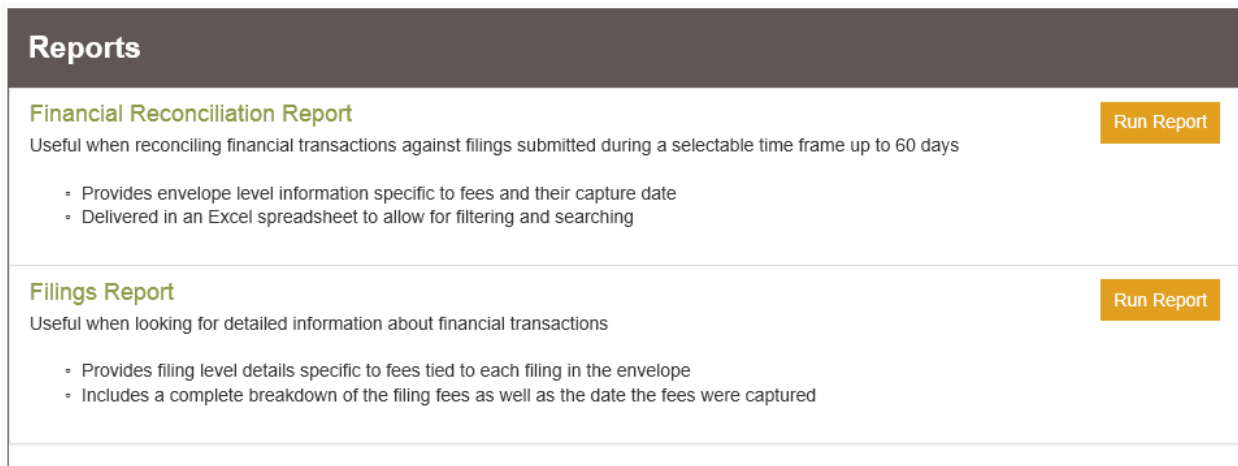 Reports
Financial Reconciliation Report
Run Report
Useful when reconciling financial transactions against filings submitted during a selectable time frame up to 60 days
◦ Provides envelope level information specific to fees and their capture date
◦ Delivered in an Excel spreadsheet to allow for filtering and searching
Filings Report
Run Report
Useful when looking for detailed information about financial transactions
◦ Provides filing level details specific to fees tied to each filing in the envelope
◦ Includes a complete breakdown of the filing fees as well as the date the fees were captured